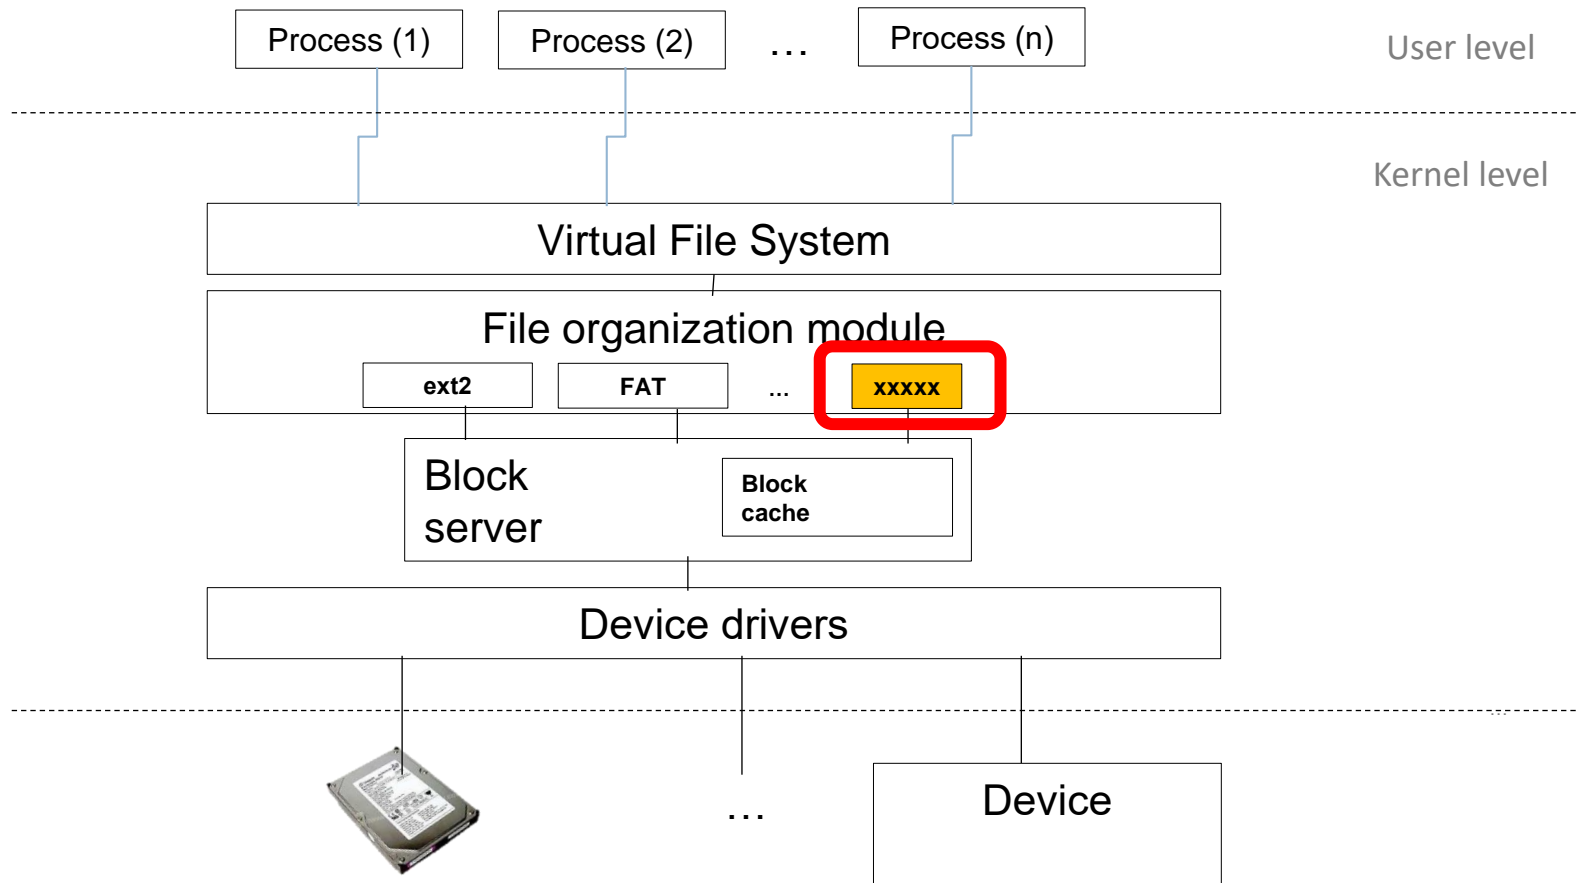 Process (1)
Process (2)
...
Process (n)
User level
Kernel level
Virtual File System
File organization module
ext2
FAT
...
xxxxx
Block
server
Block
cache
Device drivers
...
...
Device